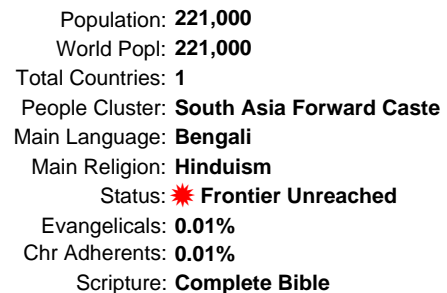 Population: 221,000
World Popl: 221,000
Total Countries: 1
People Cluster: South Asia Forward Caste
Main Language: Bengali
Main Religion: Hinduism
Status: Frontier Unreached
Evangelicals: 0.01%
Chr Adherents: 0.01%
Scripture: Complete Bible